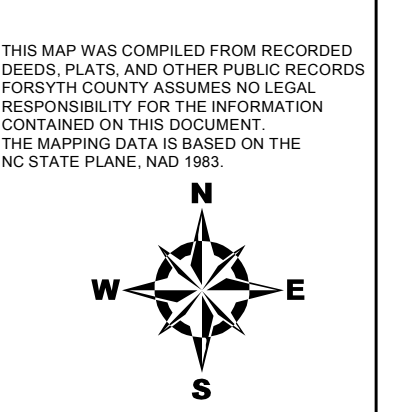 THIS MAP WAS COMPILED FROM RECORDED
DEEDS, PLATS, AND OTHER PUBLIC RECORDS
FORSYTH COUNTY ASSUMES NO LEGAL
RESPONSIBILITY FOR THE INFORMATION
CONTAINED ON THIS DOCUMENT.
THE MAPPING DATA IS BASED ON THE
NC STATE PLANE, NAD 1983.
N
W E
S